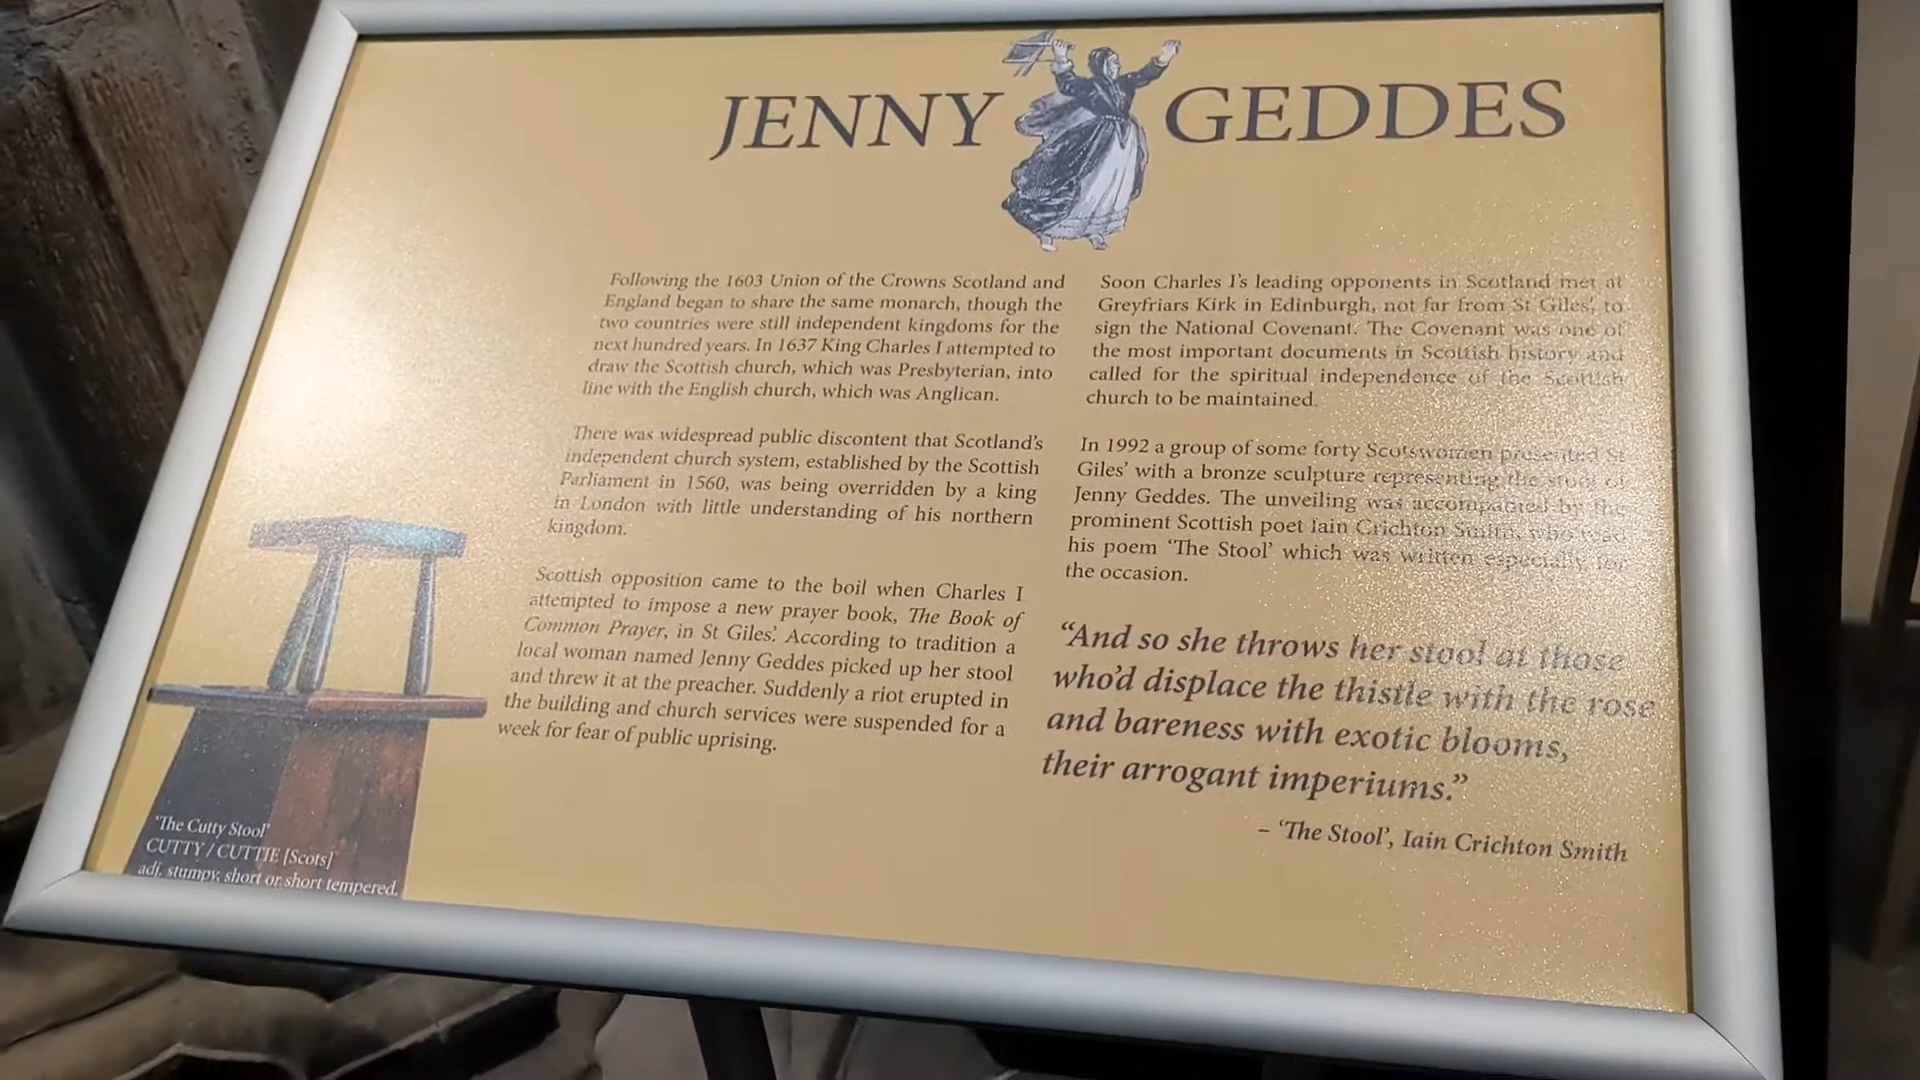 JENNY GEDDES
Following the 1603 Union of the Crowns Scotland and
England began to share the same monarch, though the
two countries were still independent kingdoms for the
next hundred years. In 1637 King Charles I attempted to
draw the Scottish church, which was Presbyterian, into
line with the English church, which was Anglican.
There was widespread public discontent that Scotland's
independent church system, established by the Scottish
Parliament in 1560, was being overridden by a king
in London with little understanding of his northern
kingdom.
Scottish opposition came to the boil when Charles I
attempted to impose a new prayer book, The Book of
Common Prayer, in St Giles'. According to tradition a
local woman named Jenny Geddes picked up her stool
and threw it at the preacher. Suddenly a riot erupted in
the building and church services were suspended for a
week for fear of public uprising.
Soon Charles I's leading opponents in Scotland met at
Greyfriars Kirk in Edinburgh, not far from St Giles', to
sign the National Covenant. The Covenant was one of
the most important documents in Scottish history and
called for the spiritual independence of the Scottish
church to be maintained.
In 1992 a group of some forty Scotswomen presented St
Giles' with a bronze sculpture representing the stool of
Jenny Geddes. The unveiling was accompanied by the
prominent Scottish poet Iain Crichton Smith, who read
his poem 'The Stool' which was written especially for
the occasion.
“And so she throws her stool at those
who'd displace the thistle with the rose
and bareness with exotic blooms,
their arrogant imperiums.”
– 'The Stool', Iain Crichton Smith
'The Cutty Stool'
CUTTY / CUTTIE [Scots]
adj. stumpy, short or short tempered.